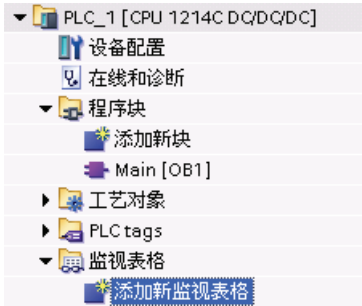 PLC_1 [CPU 1214C DC/DC/DC]
设备配置
在线和诊断
程序块
添加新块
Main [OB1]
工艺对象
PLC tags
监视表格
添加新监视表格